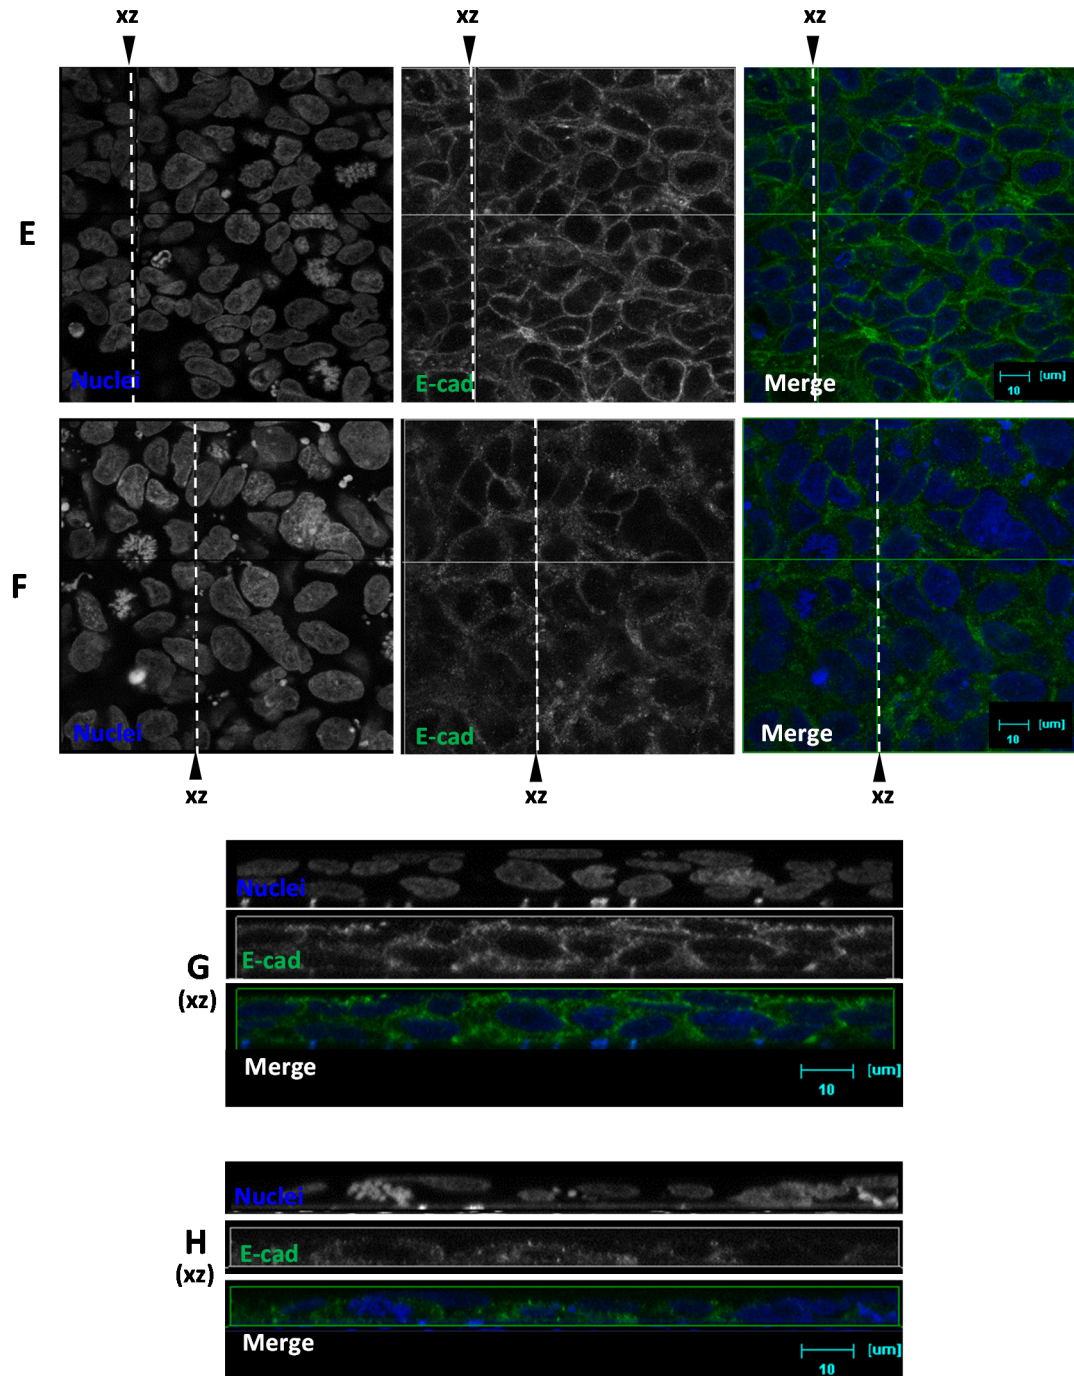 xz xz xz
E
Nuclei E-cad Merge
10 [um]
F
Nuclei E-cad Merge
10 [um]
xz xz xz
Nuclei
G
(xz)
E-cad
Merge
10 [um]
Nuclei
H
(xz)
E-cad
Merge
10 [um]